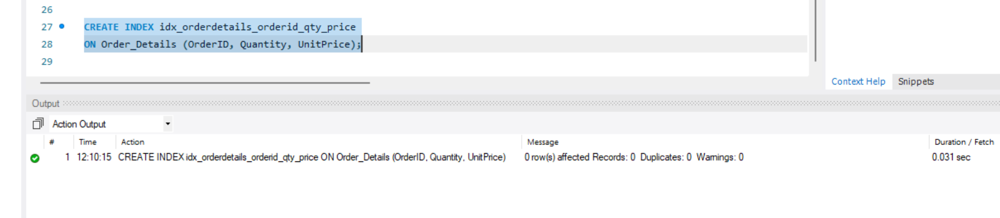 26
27 CREATE INDEX idx_orderdetails_orderid_qty_price
28 ON Order_Details (OrderID, Quantity, UnitPrice);
29
Context Help Snippets
Output
Action Output
# Time Action Message Duration / Fetch
1 12:10:15 CREATE INDEX idx_orderdetails_orderid_qty_price ON Order_Details (OrderID, Quantity, UnitPrice) 0 row(s) affected Records: 0 Duplicates: 0 Warnings: 0 0.031 sec